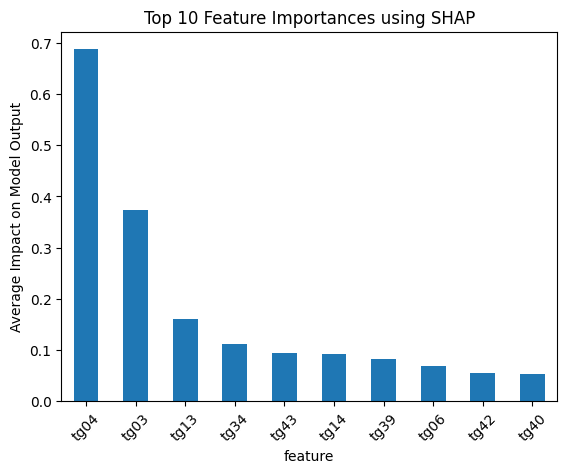 Top 10 Feature Importances using SHAP
Average Impact on Model Output
0.7
0.6
0.5
0.4
0.3
0.2
0.1
0.0
tg04 tg03 tg13 tg34 tg43 tg14 tg39 tg06 tg42 tg40
feature